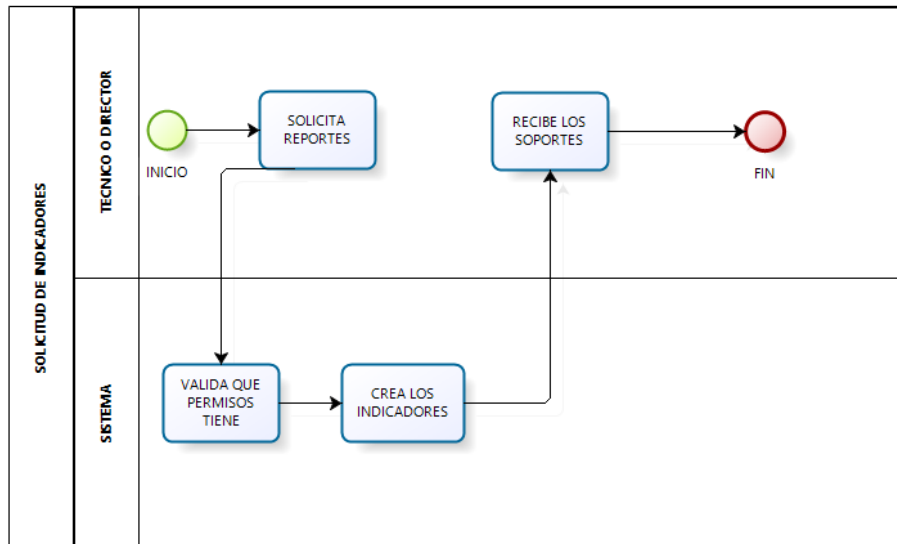 SOLICITUD DE INDICADORES
TECNICO O DIRECTOR
INICIO
SOLICITA
REPORTES
RECIBE LOS
SOPORTES
FIN
SISTEMA
VALIDA QUE
PERMISOS
TIENE
CREA LOS
INDICADORES